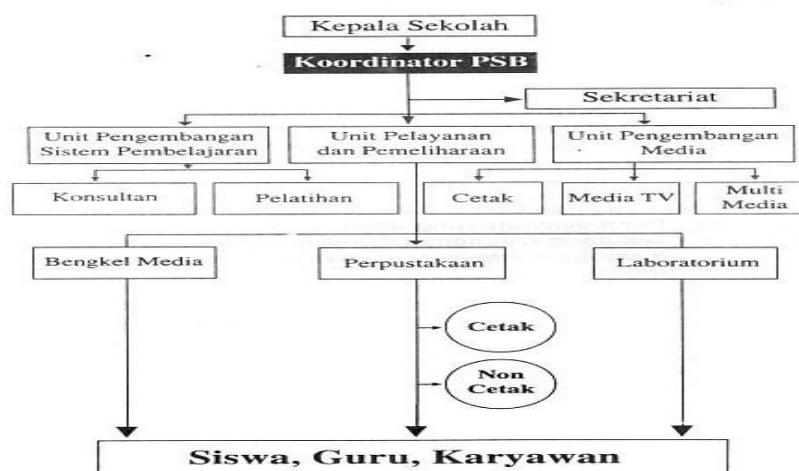 Kepala Sekolah
Koordinator PSB
Sekretariat
Unit Pengembangan
Sistem Pembelajaran
Unit Pelayanan
dan Pemeliharaan
Unit Pengembangan
Media
Konsultan
Pelatihan
Cetak
Media TV
Multi
Media
Bengkel Media
Perpustakaan
Laboratorium
Cetak
Non
Cetak
Siswa, Guru, Karyawan